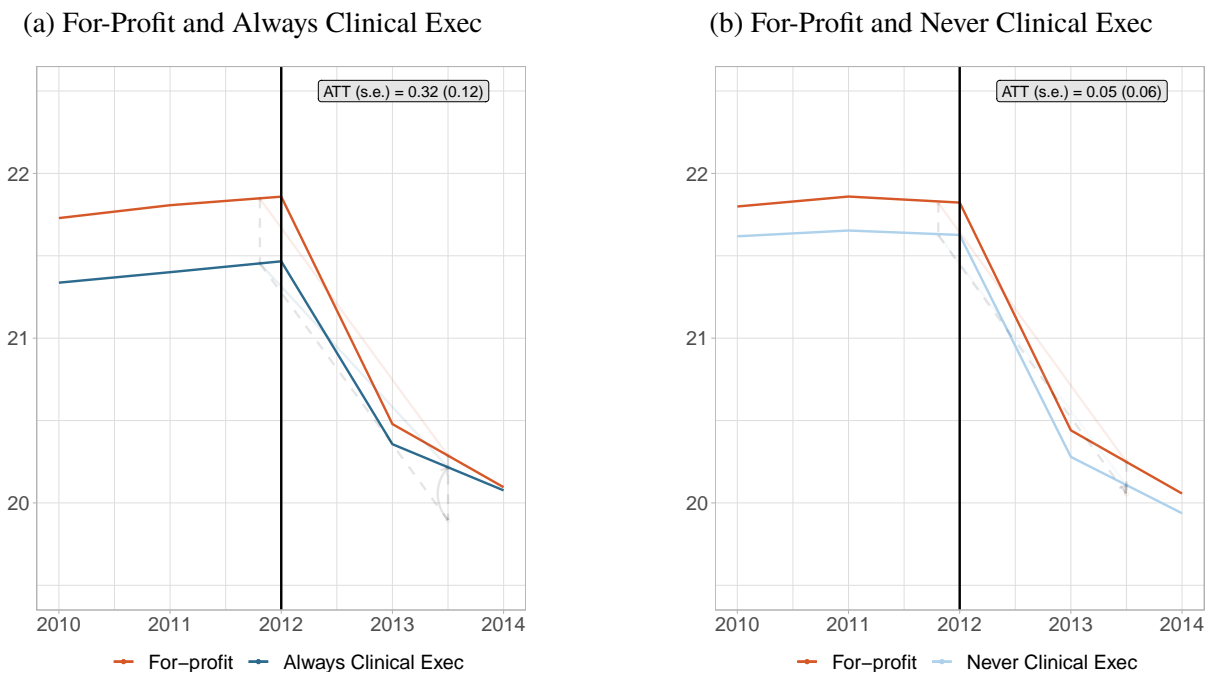 (a) For-Profit and Always Clinical Exec
ATT (s.e.) = 0.32 (0.12)
22
21
20
2010 2011 2012 2013 2014
For−profit Always Clinical Exec
(b) For-Profit and Never Clinical Exec
ATT (s.e.) = 0.05 (0.06)
22
21
20
2010 2011 2012 2013 2014
For−profit Never Clinical Exec